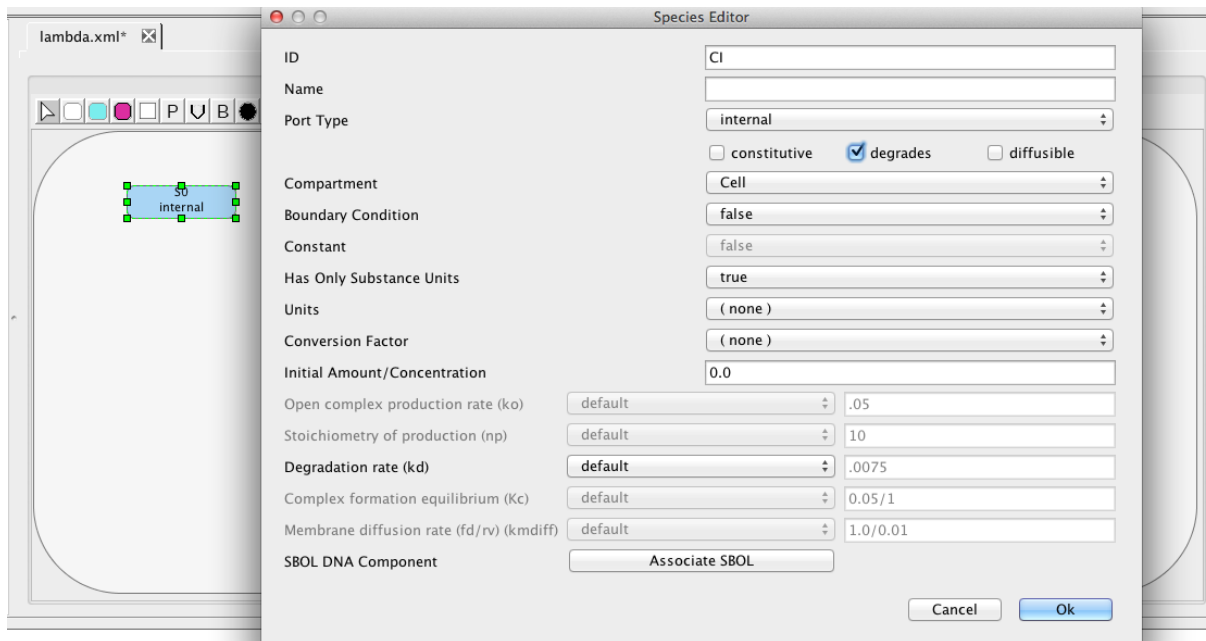 lambda.xml*
P V B
S0
internal
Species Editor
ID CI
Name
Port Type internal
constitutive degrades diffusible
Compartment Cell
Boundary Condition false
Constant false
Has Only Substance Units true
Units ( none )
Conversion Factor ( none )
Initial Amount/Concentration 0.0
Open complex production rate (ko) default .05
Stoichiometry of production (np) default 10
Degradation rate (kd) default .0075
Complex formation equilibrium (Kc) default 0.05/1
Membrane diffusion rate (fd/rv) (kmdiff) default 1.0/0.01
SBOL DNA Component Associate SBOL
Cancel Ok